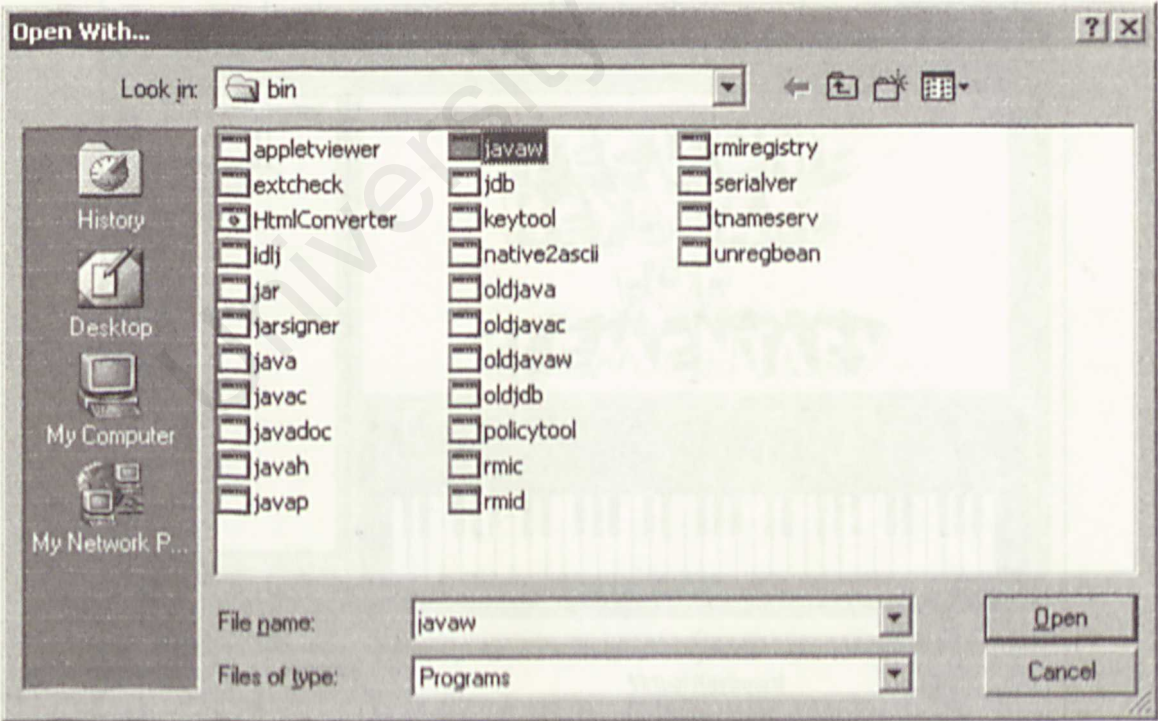 Open With...
Look in: bin
History
Desktop
My Computer
My Network P...
appletviewer
extcheck
HtmlConverter
idlj
jar
jarsigner
java
javac
javadoc
javah
javap
javaw
jdb
keytool
native2ascii
oldjava
oldjavac
oldjavaw
oldjdb
policytool
rmic
rmid
rmiregistry
serialver
tnameserv
unregbean
File name: javaw
Open
Files of type: Programs
Cancel